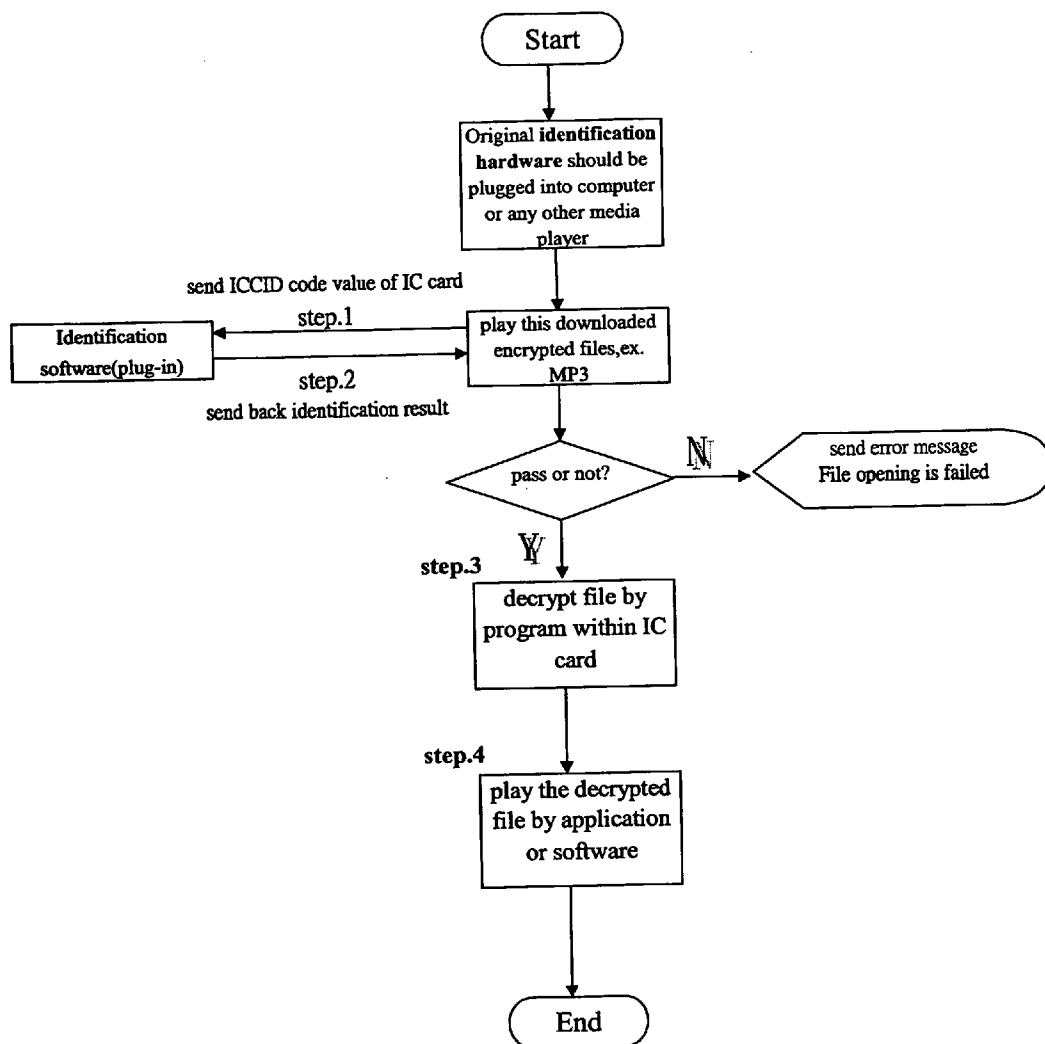 Start
Original identification
hardware should be
plugged into computer
or any other media
player
send ICCID code value of IC card
step.1
Identification
software(plug-in)
play this downloaded
encrypted files,ex.
MP3
step.2
send back identification result
pass or not?
N
send error message
File opening is failed
Y
step.3
decrypt file by
program within IC
card
step.4
play the decrypted
file by application
or software
End